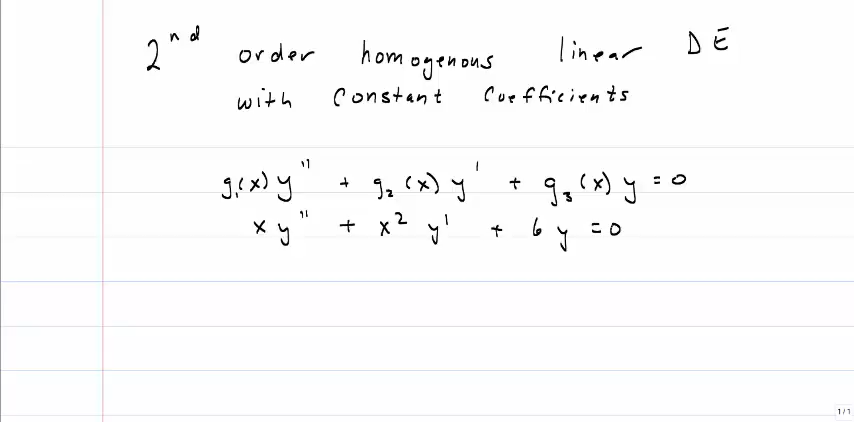 2ⁿᵈ order homogenous linear DE
with constant coefficients
g₁(x) y'' + g₂(x) y' + g₃(x) y = 0
x y'' + x² y' + 6 y = 0
1/1